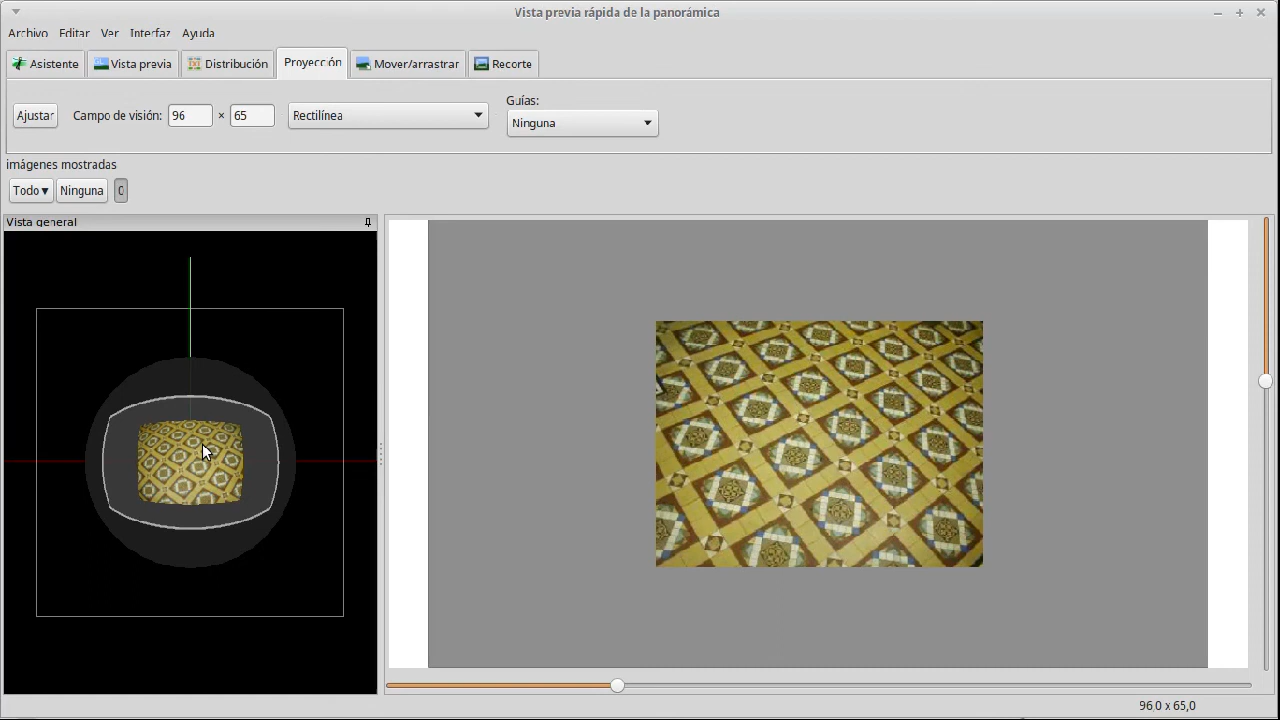 Vista previa rápida de la panorámica
Archivo Editar Ver Interfaz Ayuda
Asistente Vista previa Distribución Proyección Mover/arrastrar Recorte
Guías:
Ajustar Campo de visión: 96 × 65 Rectilínea
Ninguna
imágenes mostradas
Todo▾ Ninguna 0
Vista general
96.0 x 65,0